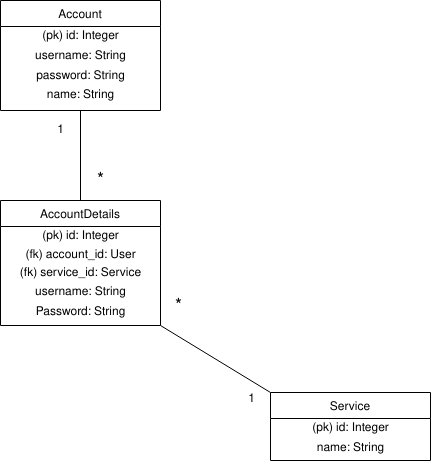 Account
(pk) id: Integer
username: String
password: String
name: String
1
*
AccountDetails
(pk) id: Integer
(fk) account_id: User
(fk) service_id: Service
username: String
Password: String
*
1
Service
(pk) id: Integer
name: String